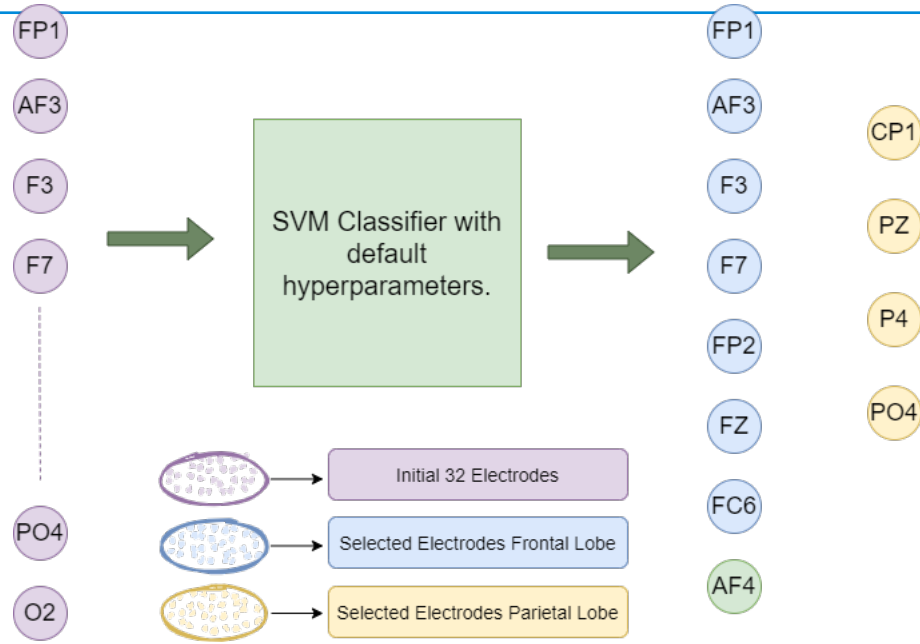 FP1
AF3
F3
F7
PO4
O2
SVM Classifier with
default
hyperparameters.
FP1
AF3
F3
F7
FP2
FZ
FC6
AF4
CP1
PZ
P4
PO4
Initial 32 Electrodes
Selected Electrodes Frontal Lobe
Selected Electrodes Parietal Lobe